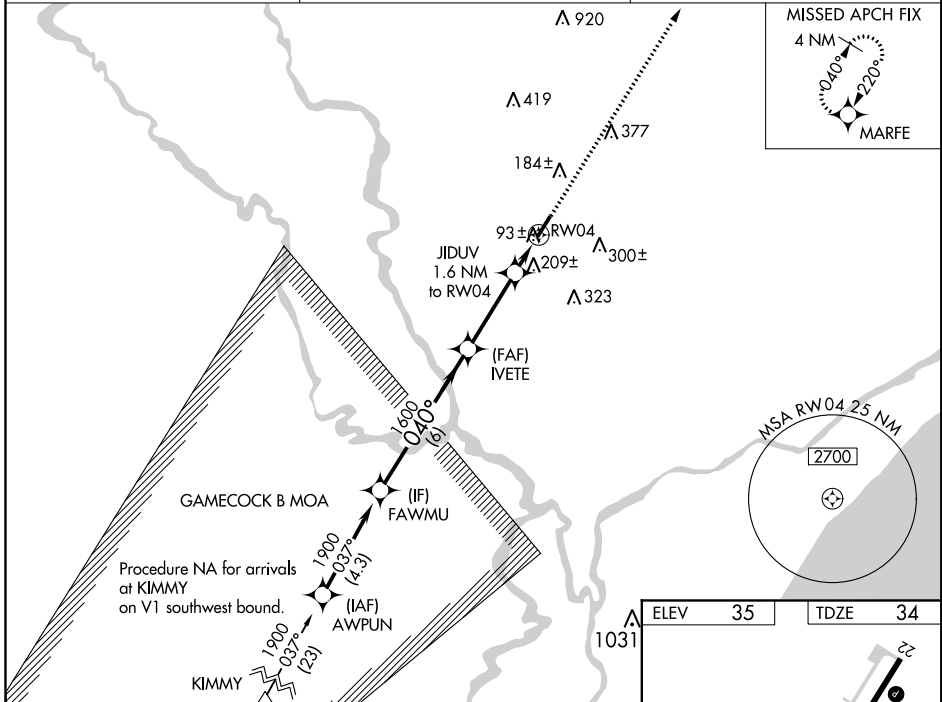 920
MISSED APCH FIX
4 NM
040°
220°
MARFE
419
377
184±
93±
RW04
JIDUV
1.6 NM
to RW04
209±
300±
323
(FAF)
IVETE
1600
040°
(6)
MSA RW04 25 NM
2700
GAMECOCK B MOA
(IF)
FAWMU
1900
037°
(4.3)
Procedure NA for arrivals
at KIMMY
on V1 southwest bound.
(IAF)
AWPUN
1900
037°
(23)
KIMMY
1031
ELEV 35
TDZE 34
22